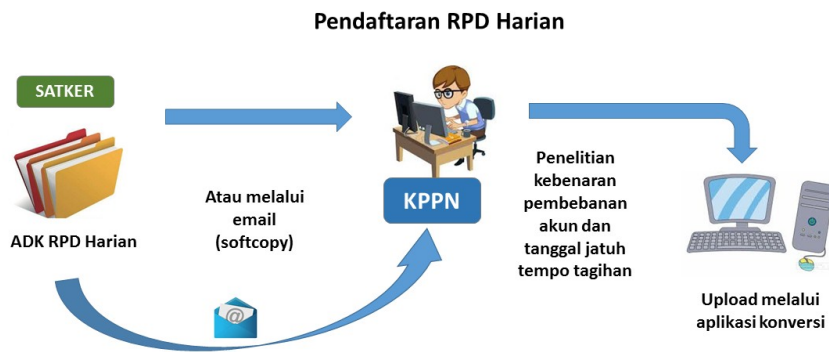 Pendaftaran RPD Harian
SATKER
ADK RPD Harian
Atau melalui
email
(softcopy)
@
KPPN
Penelitian
kebenaran
pembebanan
akun dan
tanggal jatuh
tempo tagihan
Upload melalui
aplikasi konversi